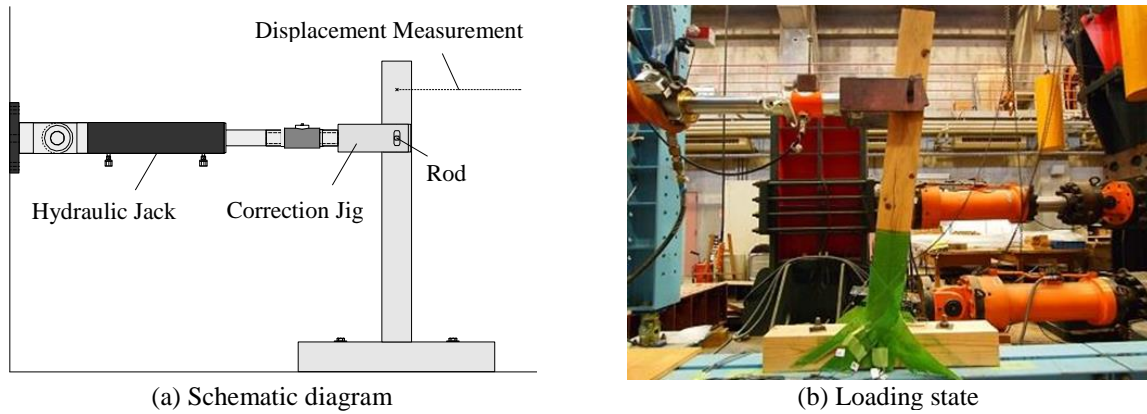 Displacement Measurement
Rod
Hydraulic Jack
Correction Jig
(a) Schematic diagram
(b) Loading state